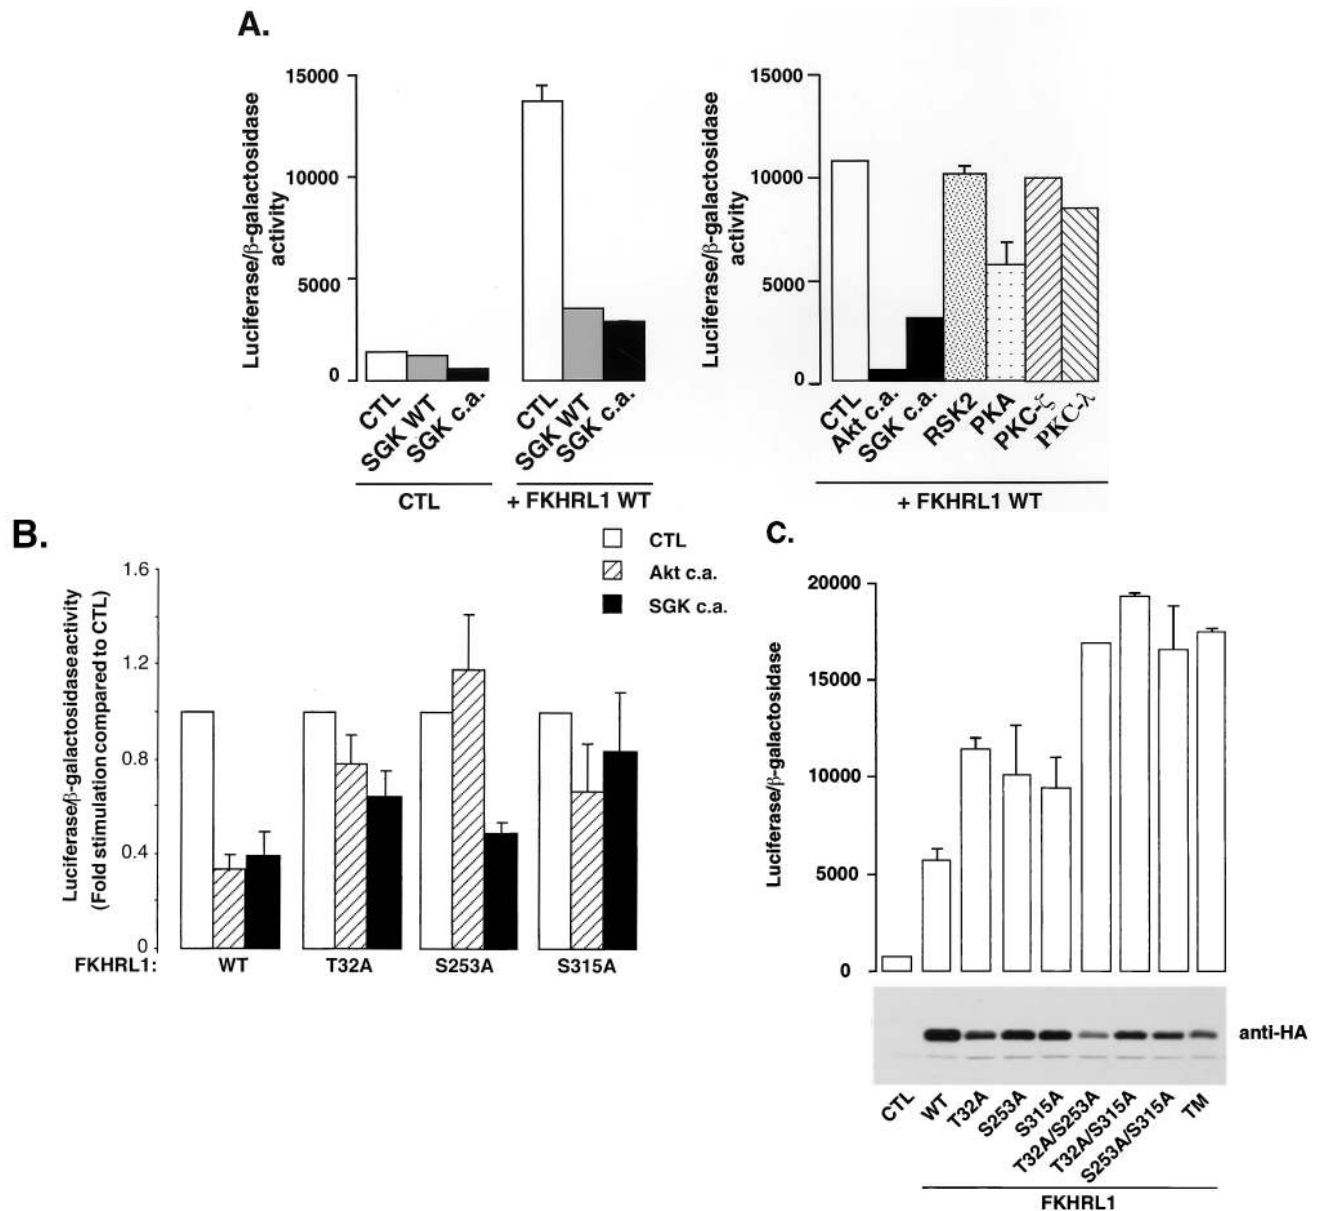 A.
Luciferase/β-galactosidase
activity
15000
10000
5000
0
CTL
SGK WT
SGK c.a.
CTL
SGK WT
SGK c.a.
CTL
+ FKHRL1 WT
Luciferase/β-galactosidase
activity
15000
10000
5000
0
CTL
Akt c.a.
SGK c.a.
RSK2
PKA
PKC-ζ
PKC-λ
+ FKHRL1 WT
B.
CTL
Akt c.a.
SGK c.a.
Luciferase/β-galactosidaseactivity
(Fold stimulation compared to CTL)
1.6
1.2
0.8
0.4
0
FKHRL1: WT T32A S253A S315A
C.
Luciferase/β-galactosidase
20000
15000
10000
5000
0
anti-HA
CTL
WT
T32A
S253A
S315A
T32A/S253A
T32A/S315A
S253A/S315A
TM
FKHRL1